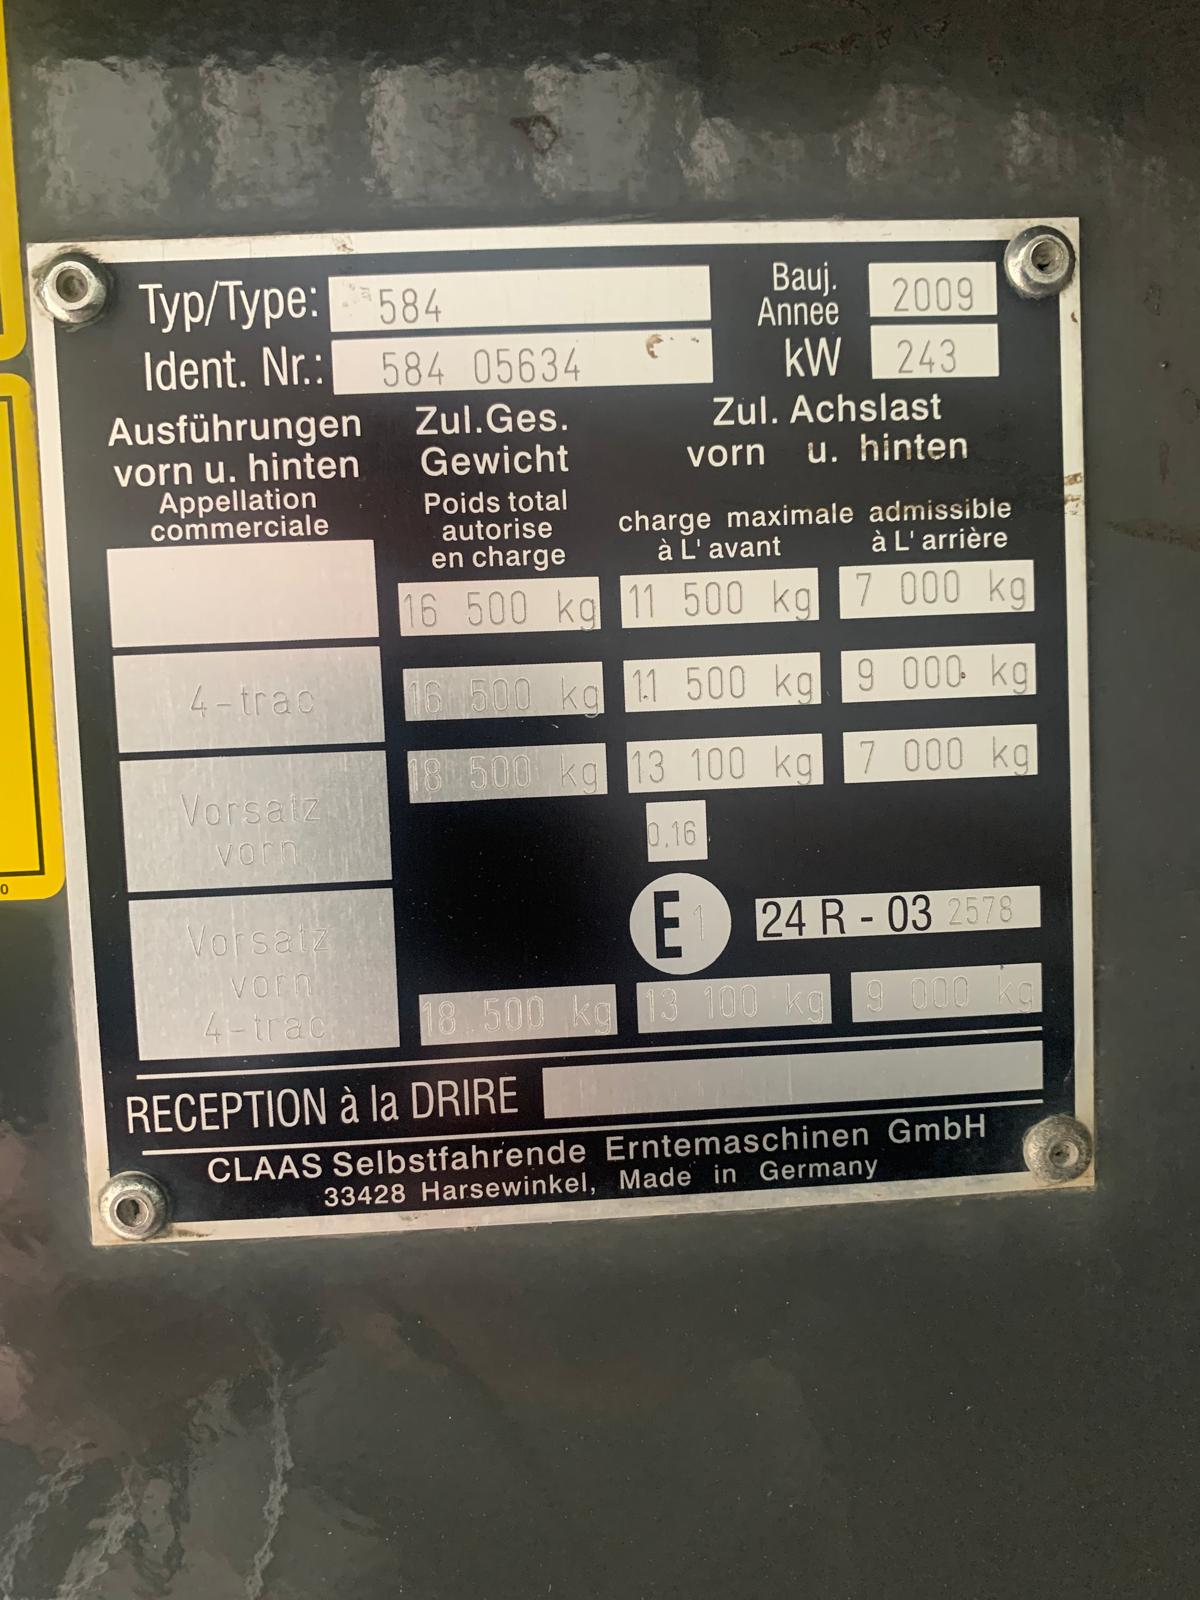 Typ/Type: 584
Bauj. Annee 2009
Ident. Nr.: 584 05634
kW 243
Ausführungen vorn u. hinten
Appellation commerciale
Zul.Ges. Gewicht
Poids total autorise en charge
Zul. Achslast
vorn u. hinten
charge maximale admissible
à L' avant à L' arrière
16 500 kg 11 500 kg 7 000 kg
4-trac 16 500 kg 11 500 kg 9 000 kg
Vorsatz vorn 18 500 kg 13 100 kg 7 000 kg
0.16
E 1 24 R - 03 2578
Vorsatz vorn 4-trac 18 500 kg 13 100 kg 9 000 kg
RECEPTION à la DRIRE
CLAAS Selbstfahrende Erntemaschinen GmbH
33428 Harsewinkel, Made in Germany
0